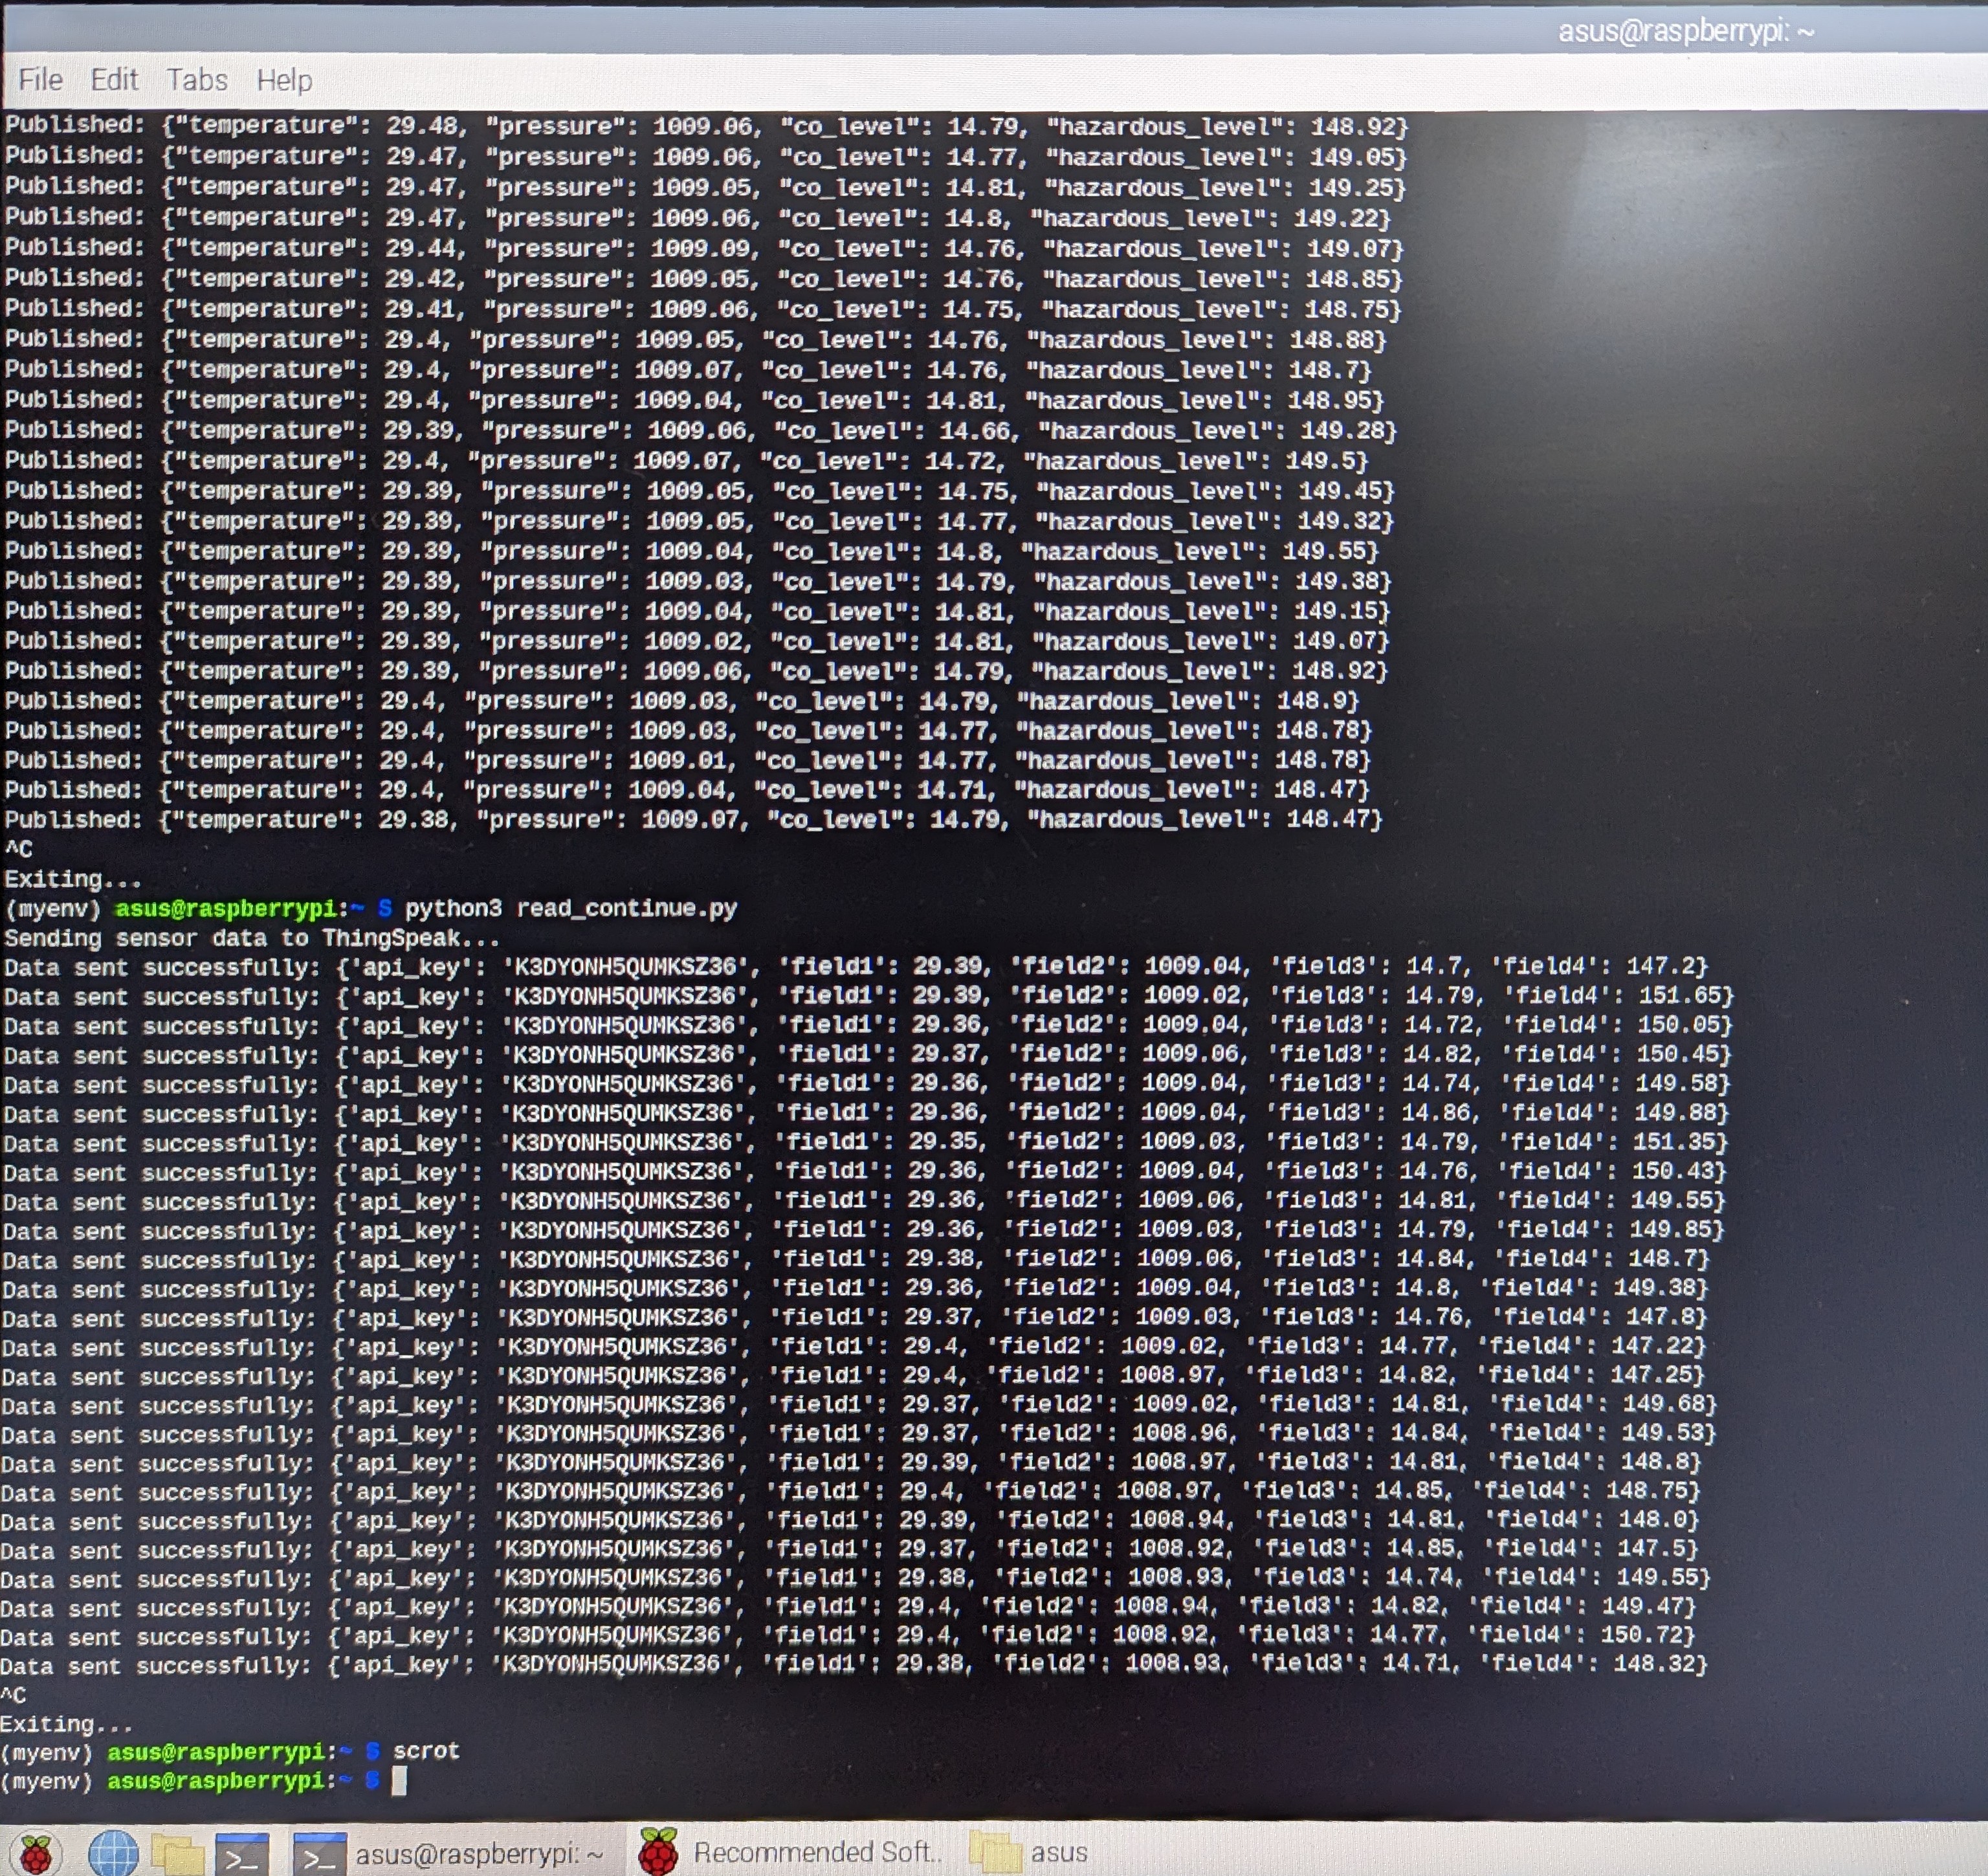 asus@raspberrypi: ~
File Edit Tabs Help
Published: {"temperature": 29.48, "pressure": 1009.06, "co_level": 14.79, "hazardous_level": 148.92}
Published: {"temperature": 29.47, "pressure": 1009.06, "co_level": 14.77, "hazardous_level": 149.05}
Published: {"temperature": 29.47, "pressure": 1009.05, "co_level": 14.81, "hazardous_level": 149.25}
Published: {"temperature": 29.47, "pressure": 1009.06, "co_level": 14.8, "hazardous_level": 149.22}
Published: {"temperature": 29.44, "pressure": 1009.09, "co_level": 14.76, "hazardous_level": 149.07}
Published: {"temperature": 29.42, "pressure": 1009.05, "co_level": 14.76, "hazardous_level": 148.85}
Published: {"temperature": 29.41, "pressure": 1009.06, "co_level": 14.75, "hazardous_level": 148.75}
Published: {"temperature": 29.4, "pressure": 1009.05, "co_level": 14.76, "hazardous_level": 148.88}
Published: {"temperature": 29.4, "pressure": 1009.07, "co_level": 14.76, "hazardous_level": 148.7}
Published: {"temperature": 29.4, "pressure": 1009.04, "co_level": 14.81, "hazardous_level": 148.95}
Published: {"temperature": 29.39, "pressure": 1009.06, "co_level": 14.66, "hazardous_level": 149.28}
Published: {"temperature": 29.4, "pressure": 1009.07, "co_level": 14.72, "hazardous_level": 149.5}
Published: {"temperature": 29.39, "pressure": 1009.05, "co_level": 14.75, "hazardous_level": 149.45}
Published: {"temperature": 29.39, "pressure": 1009.05, "co_level": 14.77, "hazardous_level": 149.32}
Published: {"temperature": 29.39, "pressure": 1009.04, "co_level": 14.8, "hazardous_level": 149.55}
Published: {"temperature": 29.39, "pressure": 1009.03, "co_level": 14.79, "hazardous_level": 149.38}
Published: {"temperature": 29.39, "pressure": 1009.04, "co_level": 14.81, "hazardous_level": 149.15}
Published: {"temperature": 29.39, "pressure": 1009.02, "co_level": 14.81, "hazardous_level": 149.07}
Published: {"temperature": 29.39, "pressure": 1009.06, "co_level": 14.79, "hazardous_level": 148.92}
Published: {"temperature": 29.4, "pressure": 1009.03, "co_level": 14.79, "hazardous_level": 148.9}
Published: {"temperature": 29.4, "pressure": 1009.03, "co_level": 14.77, "hazardous_level": 148.78}
Published: {"temperature": 29.4, "pressure": 1009.01, "co_level": 14.77, "hazardous_level": 148.78}
Published: {"temperature": 29.4, "pressure": 1009.04, "co_level": 14.71, "hazardous_level": 148.47}
Published: {"temperature": 29.38, "pressure": 1009.07, "co_level": 14.79, "hazardous_level": 148.47}
^C
Exiting...
(myenv) asus@raspberrypi:~ $ python3 read_continue.py
Sending sensor data to ThingSpeak...
Data sent successfully: {'api_key': 'K3DYONH5QUMKSZ36', 'field1': 29.39, 'field2': 1009.04, 'field3': 14.7, 'field4': 147.2}
Data sent successfully: {'api_key': 'K3DYONH5QUMKSZ36', 'field1': 29.39, 'field2': 1009.02, 'field3': 14.79, 'field4': 151.65}
Data sent successfully: {'api_key': 'K3DYONH5QUMKSZ36', 'field1': 29.36, 'field2': 1009.04, 'field3': 14.72, 'field4': 150.05}
Data sent successfully: {'api_key': 'K3DYONH5QUMKSZ36', 'field1': 29.37, 'field2': 1009.06, 'field3': 14.82, 'field4': 150.45}
Data sent successfully: {'api_key': 'K3DYONH5QUMKSZ36', 'field1': 29.36, 'field2': 1009.04, 'field3': 14.74, 'field4': 149.58}
Data sent successfully: {'api_key': 'K3DYONH5QUMKSZ36', 'field1': 29.36, 'field2': 1009.04, 'field3': 14.86, 'field4': 149.88}
Data sent successfully: {'api_key': 'K3DYONH5QUMKSZ36', 'field1': 29.35, 'field2': 1009.03, 'field3': 14.79, 'field4': 151.35}
Data sent successfully: {'api_key': 'K3DYONH5QUMKSZ36', 'field1': 29.36, 'field2': 1009.04, 'field3': 14.76, 'field4': 150.43}
Data sent successfully: {'api_key': 'K3DYONH5QUMKSZ36', 'field1': 29.36, 'field2': 1009.06, 'field3': 14.81, 'field4': 149.55}
Data sent successfully: {'api_key': 'K3DYONH5QUMKSZ36', 'field1': 29.36, 'field2': 1009.03, 'field3': 14.79, 'field4': 149.85}
Data sent successfully: {'api_key': 'K3DYONH5QUMKSZ36', 'field1': 29.38, 'field2': 1009.06, 'field3': 14.84, 'field4': 148.7}
Data sent successfully: {'api_key': 'K3DYONH5QUMKSZ36', 'field1': 29.36, 'field2': 1009.04, 'field3': 14.8, 'field4': 149.38}
Data sent successfully: {'api_key': 'K3DYONH5QUMKSZ36', 'field1': 29.37, 'field2': 1009.03, 'field3': 14.76, 'field4': 147.8}
Data sent successfully: {'api_key': 'K3DYONH5QUMKSZ36', 'field1': 29.4, 'field2': 1009.02, 'field3': 14.77, 'field4': 147.22}
Data sent successfully: {'api_key': 'K3DYONH5QUMKSZ36', 'field1': 29.4, 'field2': 1008.97, 'field3': 14.82, 'field4': 147.25}
Data sent successfully: {'api_key': 'K3DYONH5QUMKSZ36', 'field1': 29.37, 'field2': 1009.02, 'field3': 14.81, 'field4': 149.68}
Data sent successfully: {'api_key': 'K3DYONH5QUMKSZ36', 'field1': 29.37, 'field2': 1008.96, 'field3': 14.84, 'field4': 149.53}
Data sent successfully: {'api_key': 'K3DYONH5QUMKSZ36', 'field1': 29.39, 'field2': 1008.97, 'field3': 14.81, 'field4': 148.8}
Data sent successfully: {'api_key': 'K3DYONH5QUMKSZ36', 'field1': 29.4, 'field2': 1008.97, 'field3': 14.85, 'field4': 148.75}
Data sent successfully: {'api_key': 'K3DYONH5QUMKSZ36', 'field1': 29.39, 'field2': 1008.94, 'field3': 14.81, 'field4': 148.0}
Data sent successfully: {'api_key': 'K3DYONH5QUMKSZ36', 'field1': 29.37, 'field2': 1008.92, 'field3': 14.85, 'field4': 147.5}
Data sent successfully: {'api_key': 'K3DYONH5QUMKSZ36', 'field1': 29.38, 'field2': 1008.93, 'field3': 14.74, 'field4': 149.55}
Data sent successfully: {'api_key': 'K3DYONH5QUMKSZ36', 'field1': 29.4, 'field2': 1008.94, 'field3': 14.82, 'field4': 149.47}
Data sent successfully: {'api_key': 'K3DYONH5QUMKSZ36', 'field1': 29.4, 'field2': 1008.92, 'field3': 14.77, 'field4': 150.72}
Data sent successfully: {'api_key': 'K3DYONH5QUMKSZ36', 'field1': 29.38, 'field2': 1008.93, 'field3': 14.71, 'field4': 148.32}
^C
Exiting...
(myenv) asus@raspberrypi:~ $ scrot
(myenv) asus@raspberrypi:~ $
>_ >_ asus@raspberrypi: ~ Recommended Soft.. asus